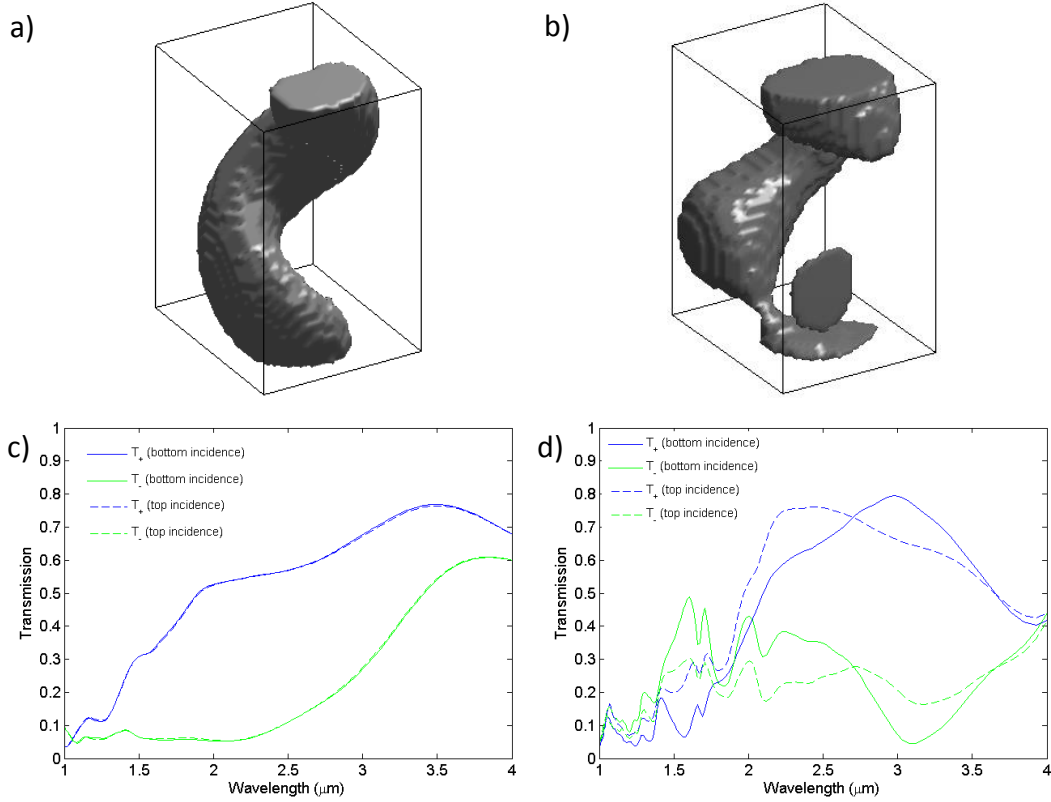 a)
b)
c)
1
0.9
0.8
0.7
0.6
0.5
0.4
0.3
0.2
0.1
0
Transmission
T+ (bottom incidence)
T- (bottom incidence)
T+ (top incidence)
T- (top incidence)
1 1.5 2 2.5 3 3.5 4
Wavelength (μm)
d)
1
0.9
0.8
0.7
0.6
0.5
0.4
0.3
0.2
0.1
0
Transmission
T+ (bottom incidence)
T- (bottom incidence)
T+ (top incidence)
T- (top incidence)
1 1.5 2 2.5 3 3.5 4
Wavelength (μm)